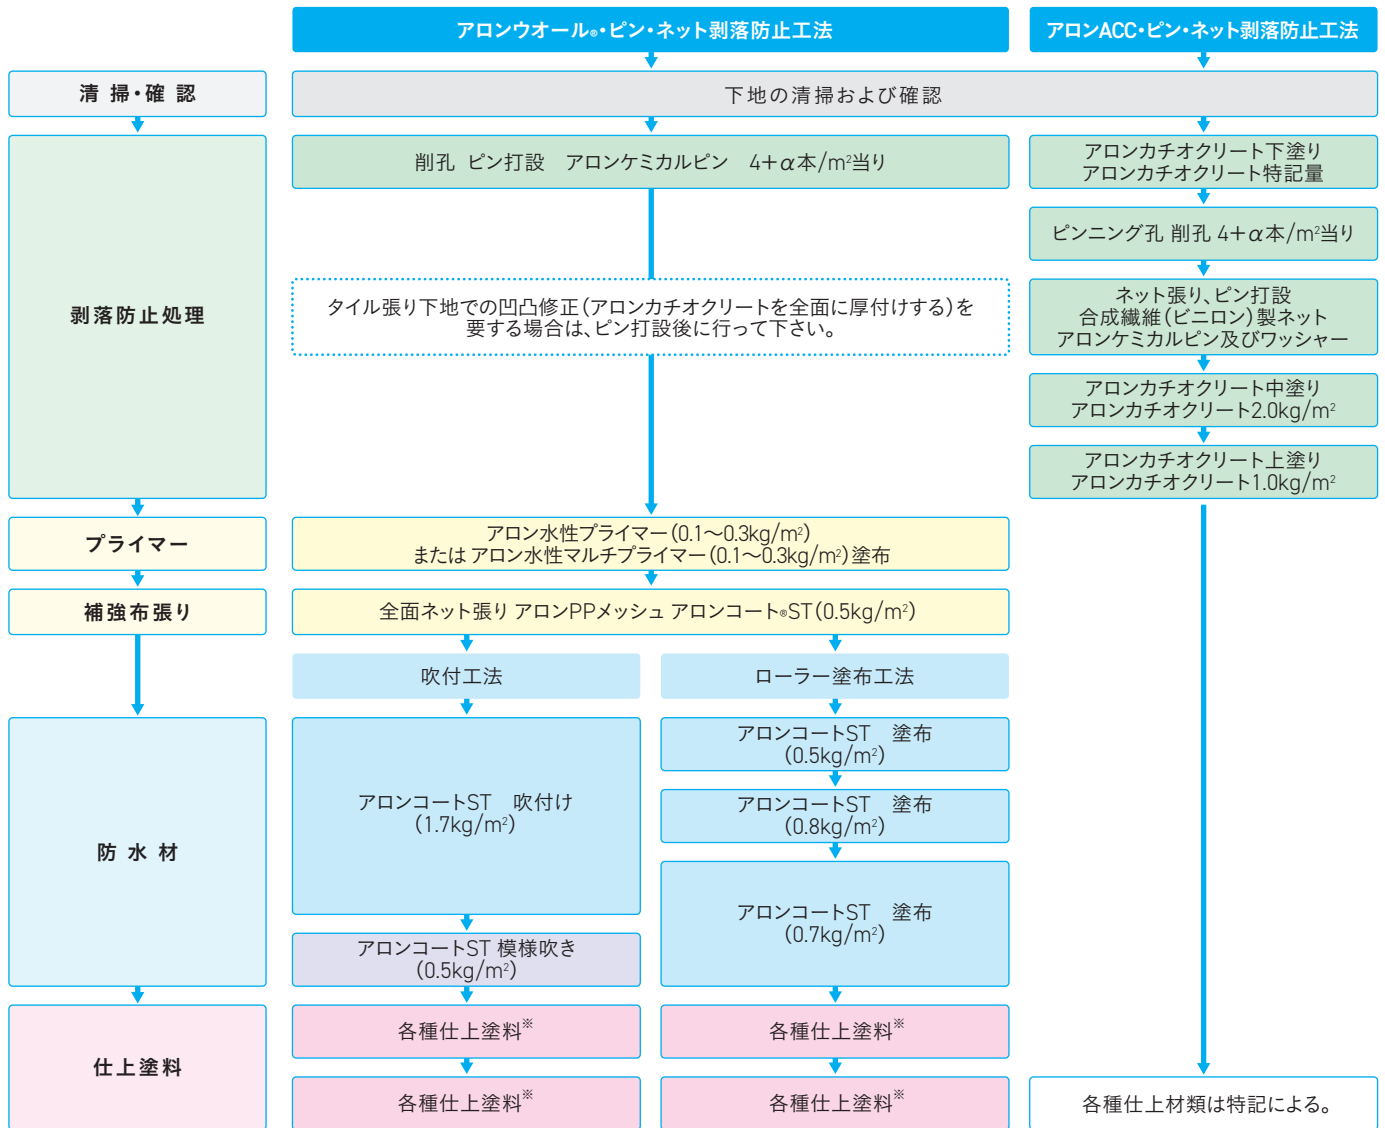 アロンウオール®・ピン・ネット剥落防止工法
アロンACC・ピン・ネット剥落防止工法
清掃・確認
下地の清掃および確認
剥落防止処理
削孔 ピン打設 アロンケミカルピン 4+α本/m²当り
タイル張り下地での凹凸修正(アロンカチオクリートを全面に厚付けする)を
要する場合は、ピン打設後に行って下さい。
アロンカチオクリート下塗り
アロンカチオクリート特記量
ピンニング孔 削孔 4+α本/m²当り
ネット張り、ピン打設
合成繊維(ビニロン)製ネット
アロンケミカルピン及びワッシャー
アロンカチオクリート中塗り
アロンカチオクリート2.0kg/m²
アロンカチオクリート上塗り
アロンカチオクリート1.0kg/m²
プライマー
アロン水性プライマー(0.1〜0.3kg/m²)
または アロン水性マルチプライマー(0.1〜0.3kg/m²)塗布
補強布張り
全面ネット張り アロンPPメッシュ アロンコート®ST(0.5kg/m²)
吹付工法
ローラー塗布工法
防水材
アロンコートST 吹付け
(1.7kg/m²)
アロンコートST 模様吹き
(0.5kg/m²)
アロンコートST 塗布
(0.5kg/m²)
アロンコートST 塗布
(0.8kg/m²)
アロンコートST 塗布
(0.7kg/m²)
仕上塗料
各種仕上塗料※
各種仕上塗料※
各種仕上塗料※
各種仕上塗料※
各種仕上材類は特記による。